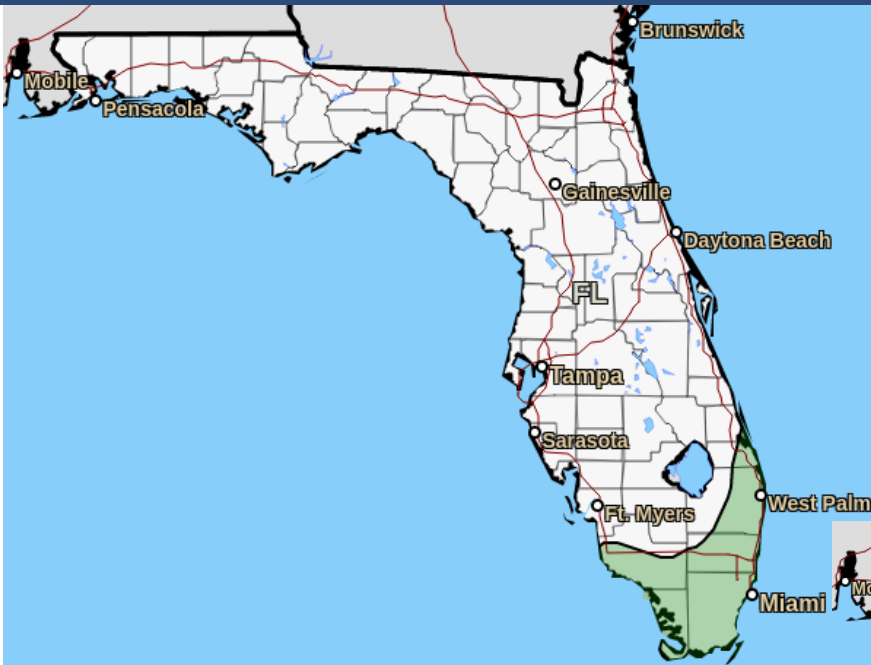 Brunswick
Mobile
Pensacola
Gainesville
Daytona Beach
FL
Tampa
Sarasota
West Palm
Ft. Myers
Miami